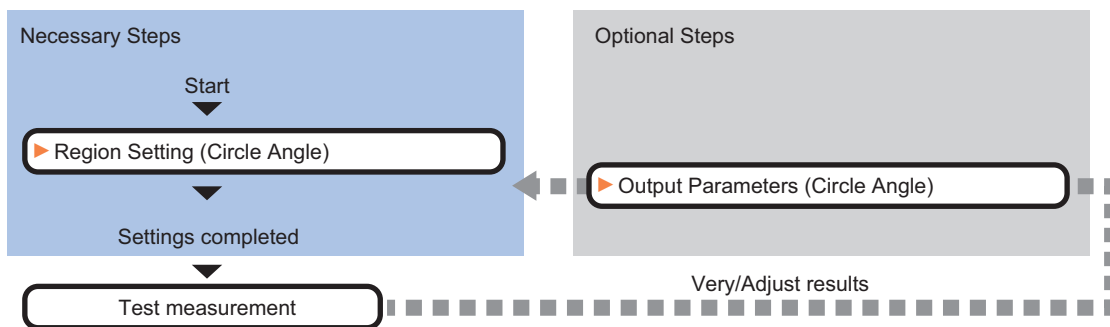 Necessary Steps
Start
Region Setting (Circle Angle)
Settings completed
Test measurement
Optional Steps
Output Parameters (Circle Angle)
Very/Adjust results